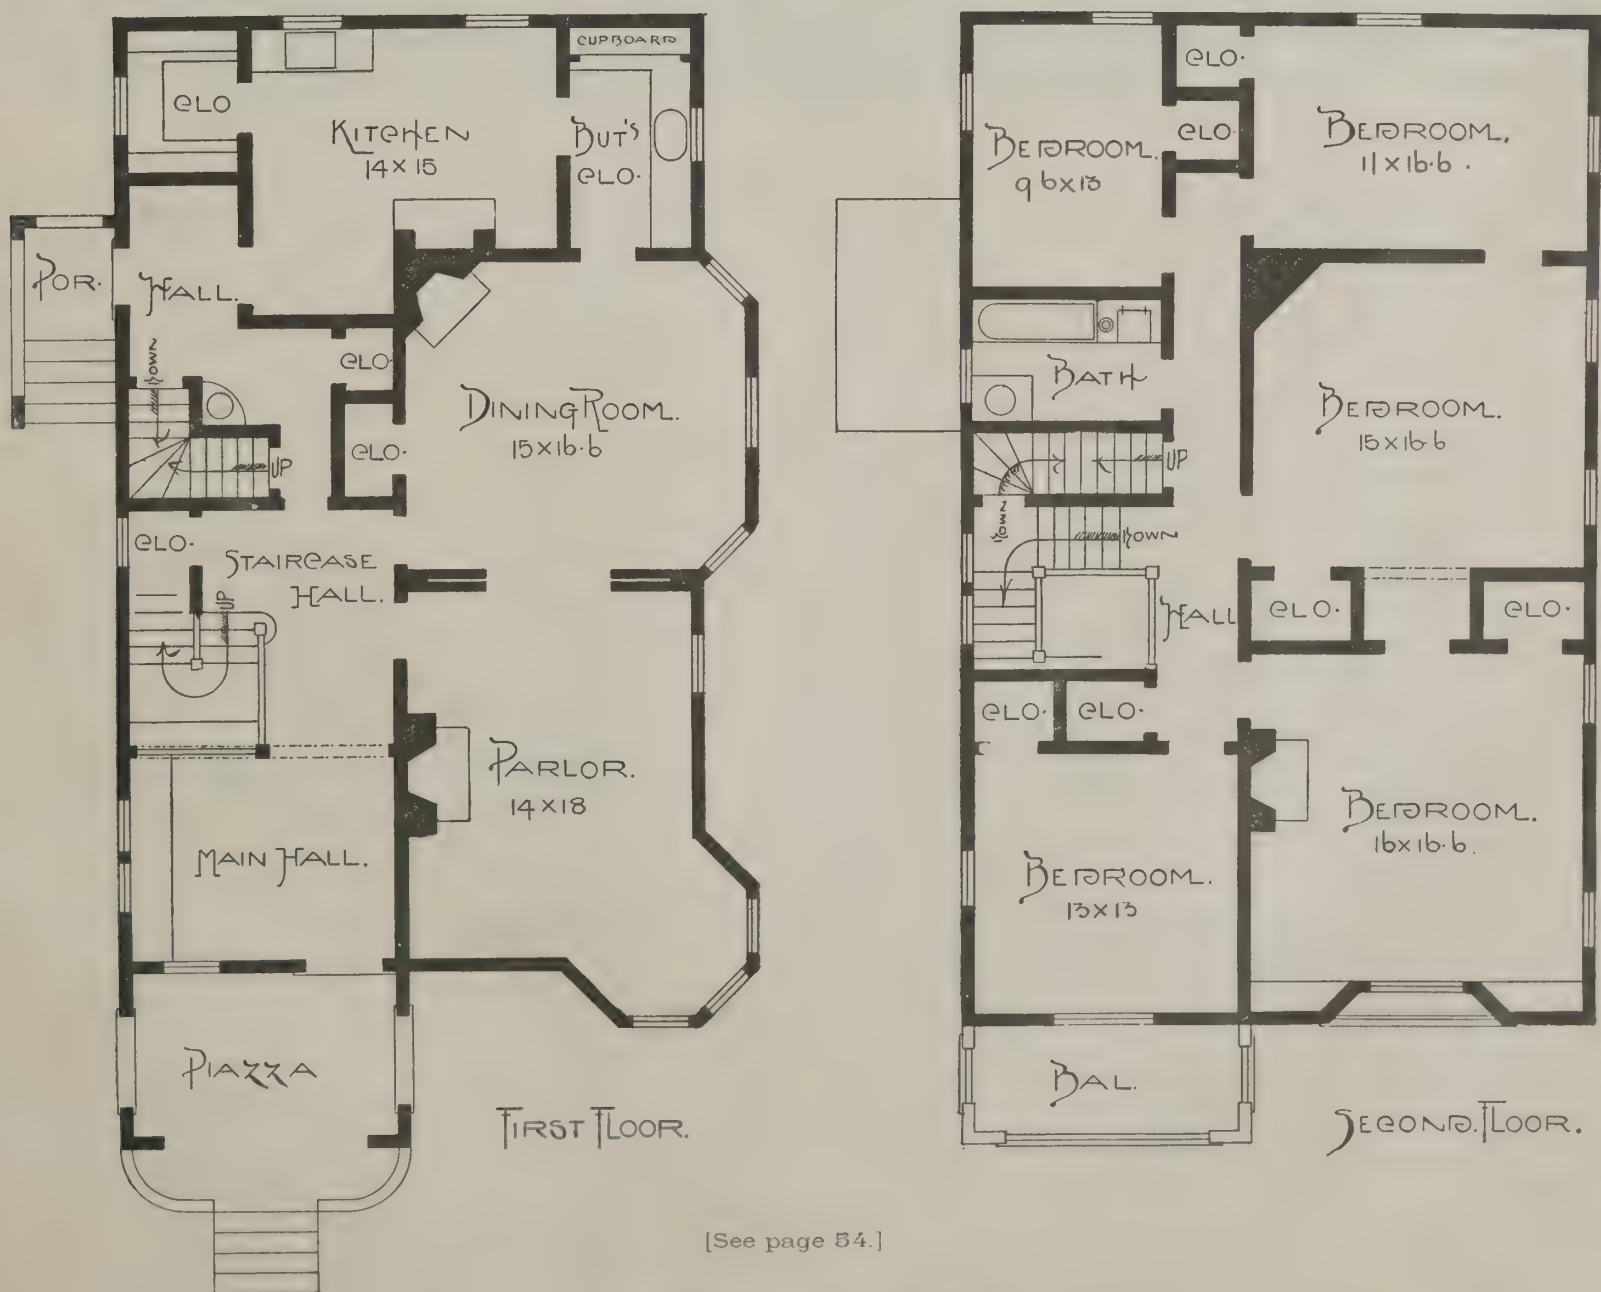 CUPBOARD
CLO
KITCHEN
14 X 15
BUT'S
CLO.
POR.
HALL.
DOWN
CLO.
DINING ROOM.
15 X 16.6
CLO.
UP
CLO.
STAIRCASE
HALL.
UP
PARLOR.
14 X 18
MAIN HALL.
PIAZZA
FIRST FLOOR.
CLO.
BEDROOM.
9 6 X 13
CLO.
BEDROOM.
11 X 16.6.
BATH
BEDROOM.
15 X 16.6
UP
DOWN
DOWN
HALL
CLO.
CLO.
CLO.
CLO.
BEDROOM.
13 X 13
BEDROOM.
16 X 16.6.
BAL.
SECOND. FLOOR.
[See page 54.]